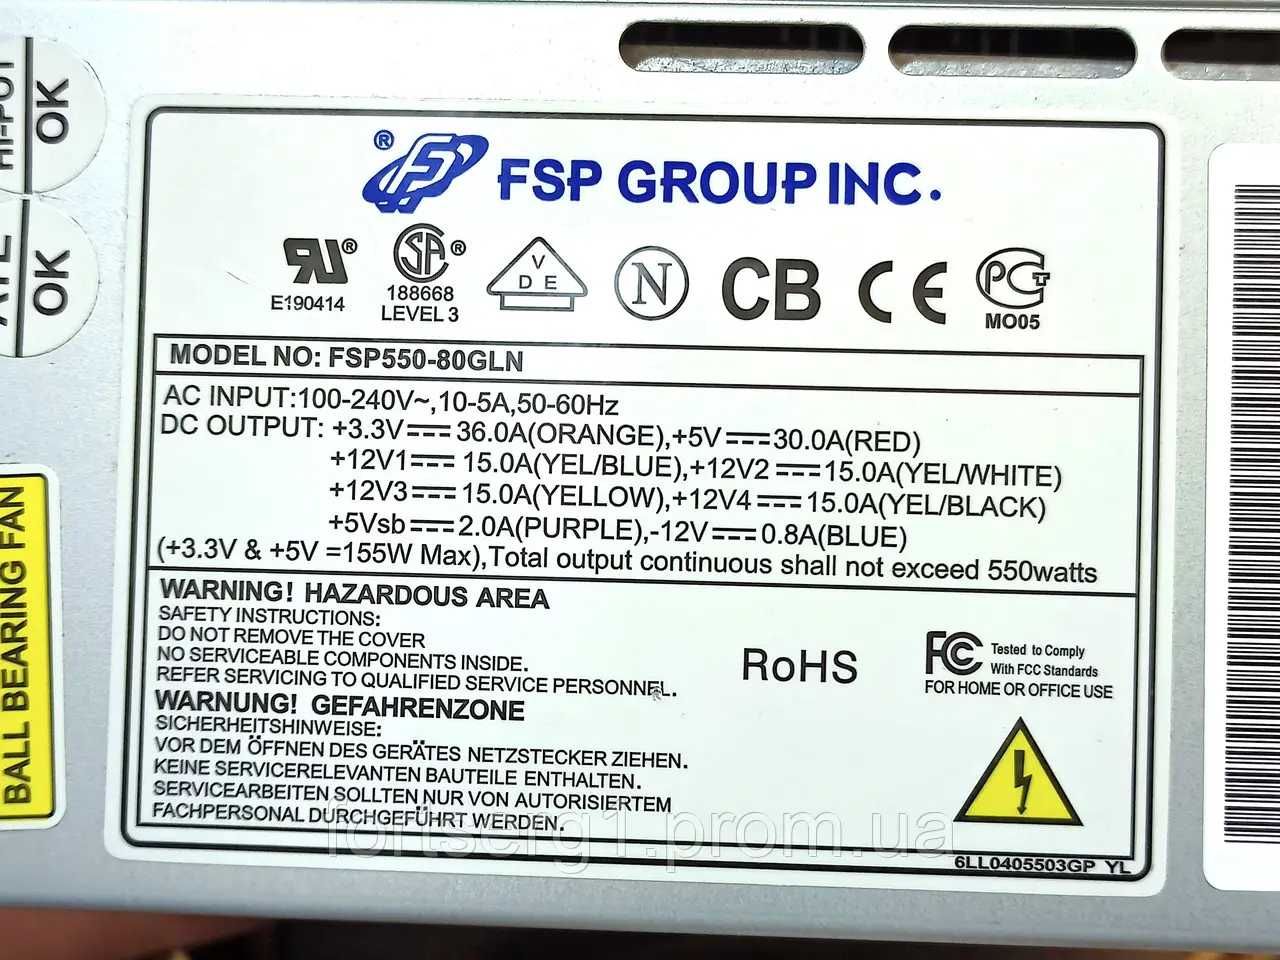 HI-POT
OK
ATE
OK
BALL BEARING FAN
® FSP FSP GROUP INC.
RU®
E190414
SA®
188668
LEVEL 3
V
D E
N
CB
CE
PCT
MO05
MODEL NO: FSP550-80GLN
AC INPUT:100-240V~,10-5A,50-60Hz
DC OUTPUT: +3.3V⎓36.0A(ORANGE),+5V⎓30.0A(RED)
+12V1⎓15.0A(YEL/BLUE),+12V2⎓15.0A(YEL/WHITE)
+12V3⎓15.0A(YELLOW),+12V4⎓15.0A(YEL/BLACK)
+5Vsb⎓2.0A(PURPLE),-12V⎓0.8A(BLUE)
(+3.3V & +5V =155W Max),Total output continuous shall not exceed 550watts
WARNING! HAZARDOUS AREA
SAFETY INSTRUCTIONS:
DO NOT REMOVE THE COVER
NO SERVICEABLE COMPONENTS INSIDE.
REFER SERVICING TO QUALIFIED SERVICE PERSONNEL.
WARNUNG! GEFAHRENZONE
SICHERHEITSHINWEISE:
VOR DEM ÖFFNEN DES GERÄTES NETZSTECKER ZIEHEN.
KEINE SERVICERELEVANTEN BAUTEILE ENTHALTEN.
SERVICEARBEITEN SOLLTEN NUR VON AUTORISIERTEM
FACHPERSONAL DURCHGEFÜHRT WERDEN.
RoHS
FC Tested to Comply
With FCC Standards
FOR HOME OR OFFICE USE
6LL0405503GP YL
fortserg1.prom.ua